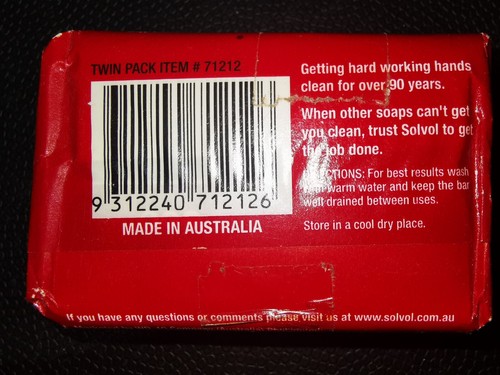 TWIN PACK ITEM # 71212
9 312240 712126
MADE IN AUSTRALIA
Getting hard working hands
clean for over 90 years.
When other soaps can't get
you clean, trust Solvol to get
the job done.
DIRECTIONS: For best results wash
with warm water and keep the bar
well drained between uses.
Store in a cool dry place.
If you have any questions or comments please visit us at www.solvol.com.au